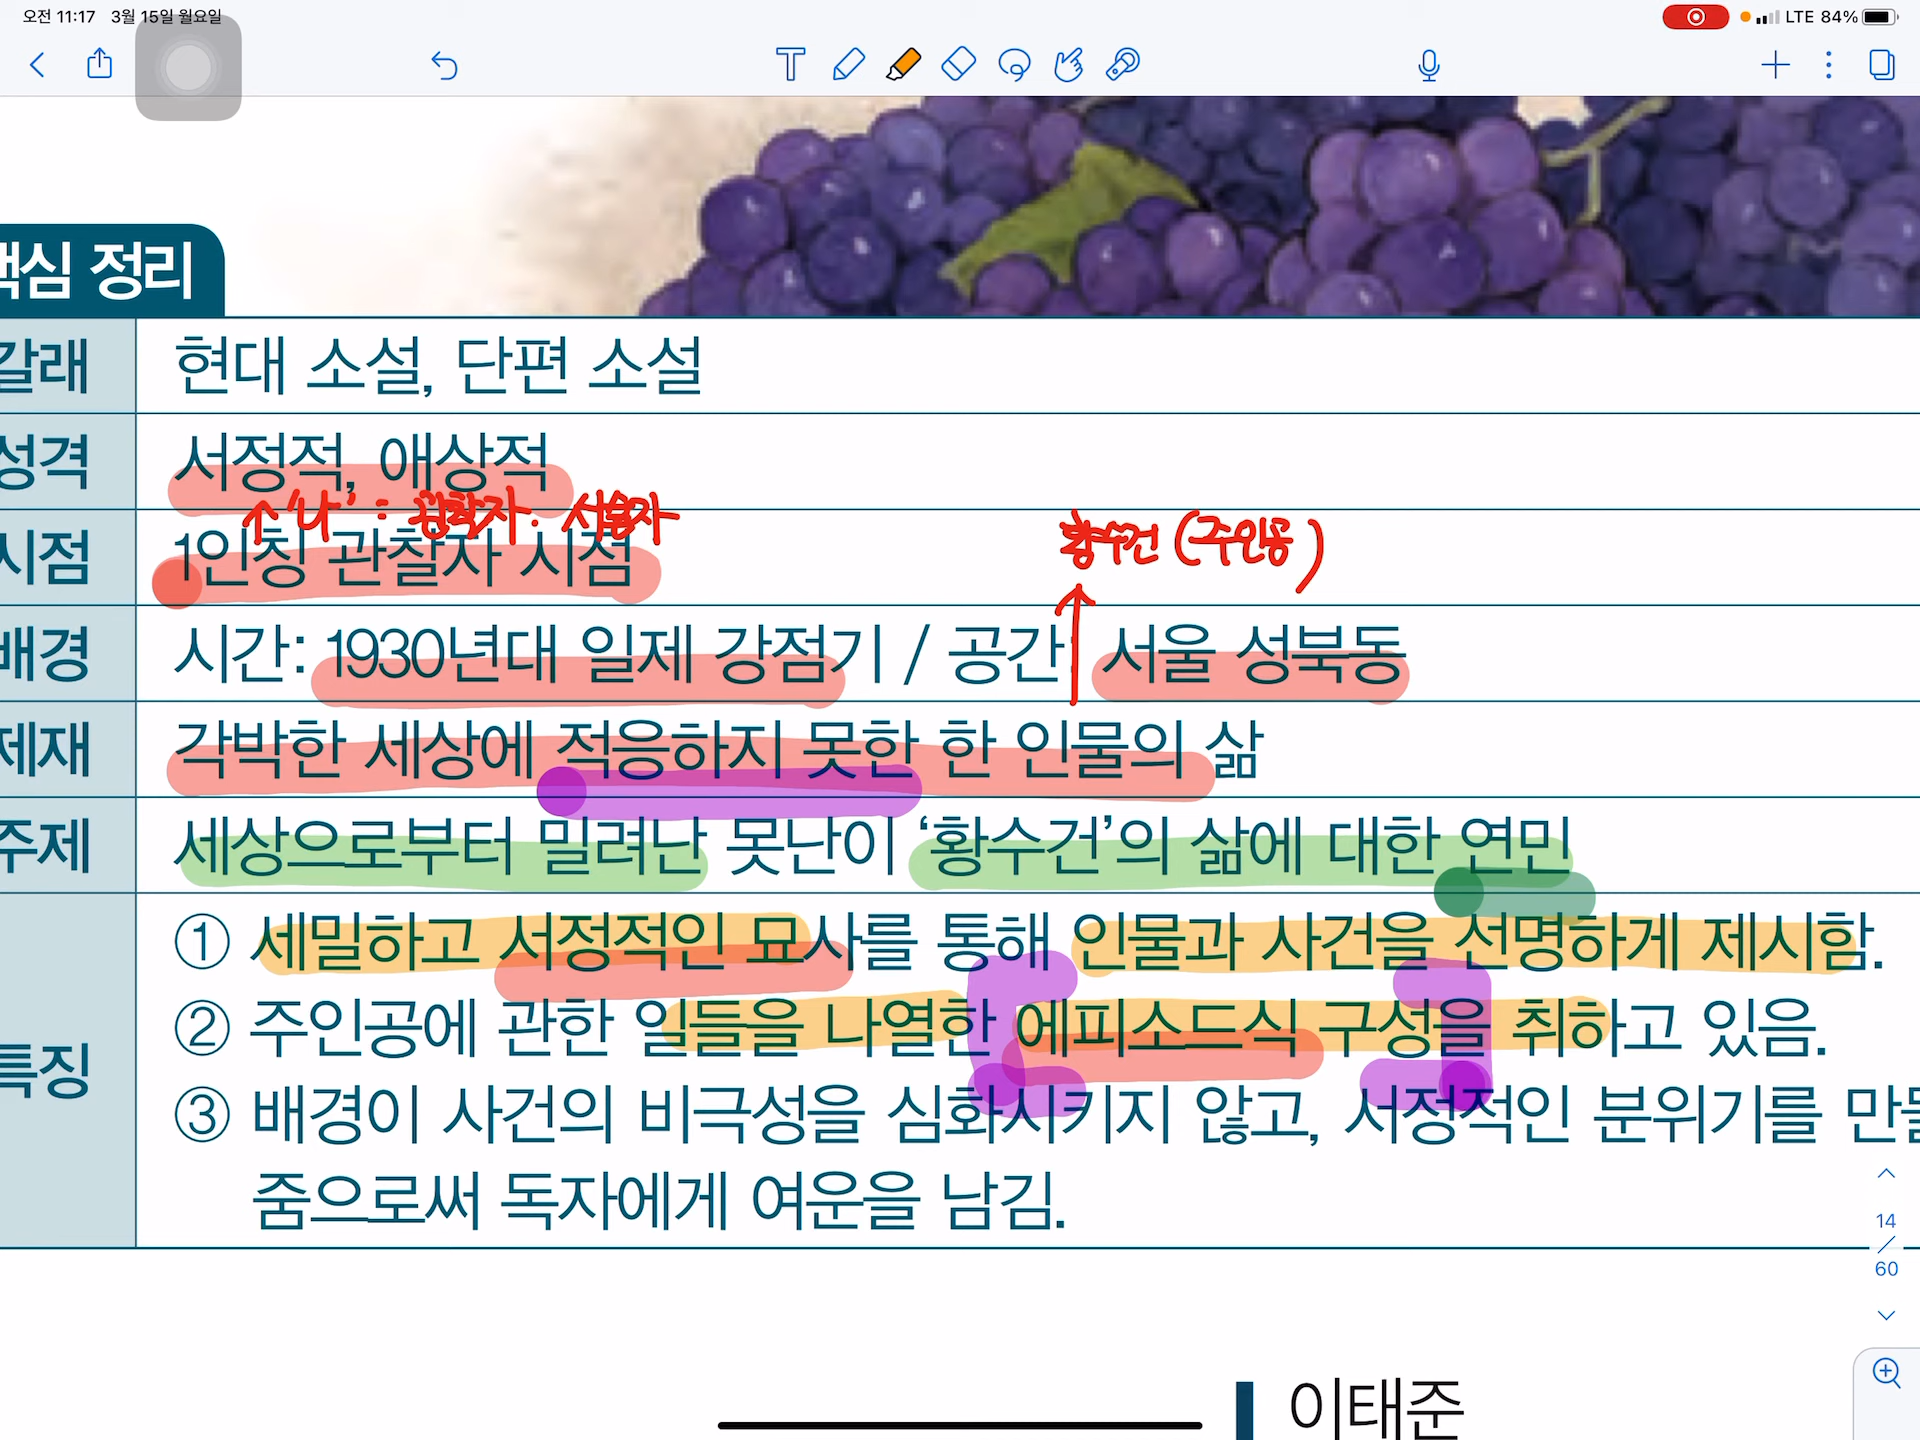 오전 11:17 3월 15일 월요일
LTE 84%
핵심 정리
갈래 현대 소설, 단편 소설
성격 서정적, 애상적
'나' : 관찰자. 서술자
시점 1인칭 관찰자 시점
황수건 (주인공)
배경 시간: 1930년대 일제 강점기 / 공간 서울 성북동
제재 각박한 세상에 적응하지 못한 한 인물의 삶
주제 세상으로부터 밀려난 못난이 '황수건'의 삶에 대한 연민
특징
① 세밀하고 서정적인 묘사를 통해 인물과 사건을 선명하게 제시함.
② 주인공에 관한 일들을 나열한 에피소드식 구성을 취하고 있음.
③ 배경이 사건의 비극성을 심화시키지 않고, 서정적인 분위기를 만들
줌으로써 독자에게 여운을 남김.
14
/
60
이태준